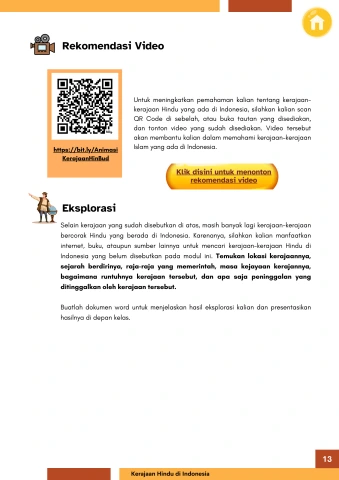 Rekomendasi Video
Untuk meningkatkan pemahaman kalian tentang kerajaan-
kerajaan Hindu yang ada di Indonesia, silahkan kalian scan
QR Code di sebelah, atau buka tautan yang disediakan,
dan tonton video yang sudah disediakan. Video tersebut
akan membantu kalian dalam memahami kerajaan-kerajaan
Islam yang ada di Indonesia.
https://bit.ly/Animasi
KerajaanHinBud
Klik disini untuk menonton
rekomendasi video
Eksplorasi
Selain kerajaan yang sudah disebutkan di atas, masih banyak lagi kerajaan-kerajaan
bercorak Hindu yang berada di Indonesia. Karenanya, silahkan kalian manfaatkan
internet, buku, ataupun sumber lainnya untuk mencari kerajaan-kerajaan Hindu di
Indonesia yang belum disebutkan pada modul ini. Temukan lokasi kerajaannya,
sejarah berdirinya, raja-raja yang memerintah, masa kejayaan kerajannya,
bagaimana runtuhnya kerajaan tersebut, dan apa saja peninggalan yang
ditinggalkan oleh kerajaan tersebut.
Buatlah dokumen word untuk menjelaskan hasil eksplorasi kalian dan presentasikan
hasilnya di depan kelas.
13
Kerajaan Hindu di Indonesia